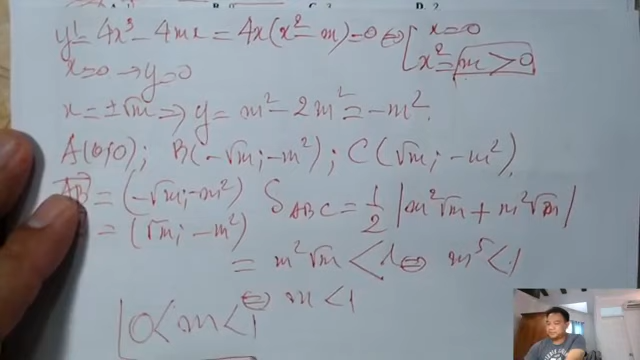 y' = 4x³ - 4mx = 4x(x² - m) = 0 ⇔ [ x = 0
x² = m > 0
x = 0 → y = 0
x = ±√m ⇒ y = m² - 2m² = -m².
A(0;0); B(-√m; -m²); C(√m; -m²).
AB = (-√m; -m²) S ABC = 1/2 |m²√m + m²√m|
= (√m; -m²)
= m²√m < 1 ⇔ m⁵ < 1
⇔ m < 1
0 < m < 1